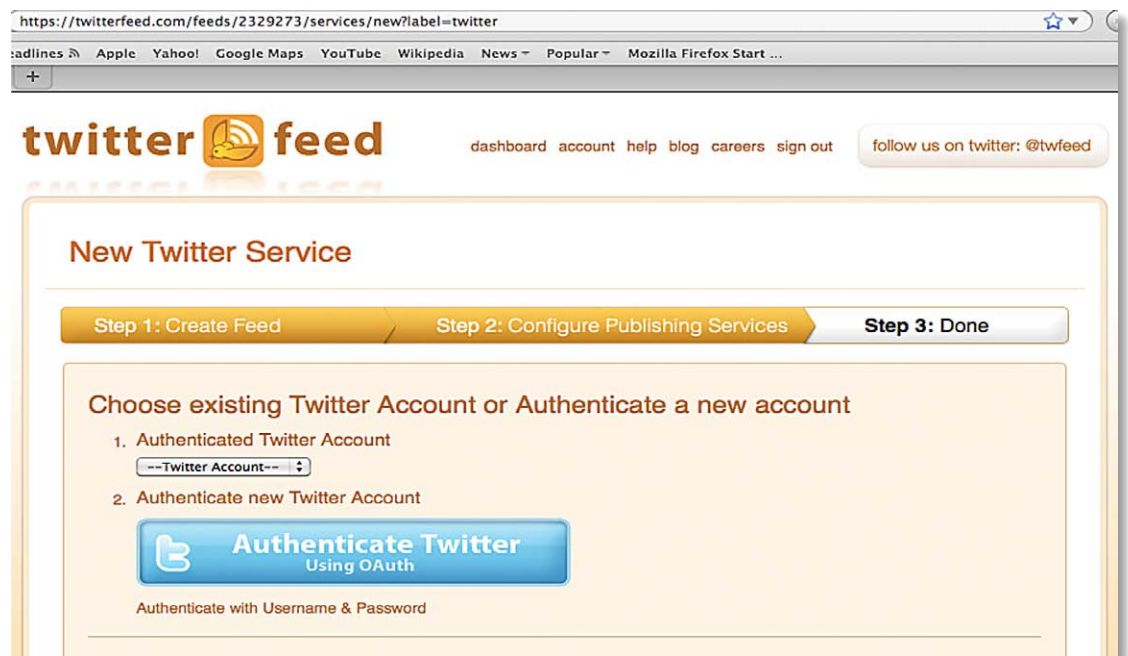 https://twitterfeed.com/feeds/2329273/services/new?label=twitter
Apple Yahoo! Google Maps YouTube Wikipedia News Popular Mozilla Firefox Start ...
+
twitter feed
dashboard account help blog careers sign out follow us on twitter: @twfeed
New Twitter Service
Step 1: Create Feed Step 2: Configure Publishing Services Step 3: Done
Choose existing Twitter Account or Authenticate a new account
1. Authenticated Twitter Account
--Twitter Account--
2. Authenticate new Twitter Account
Authenticate Twitter
Using OAuth
Authenticate with Username & Password